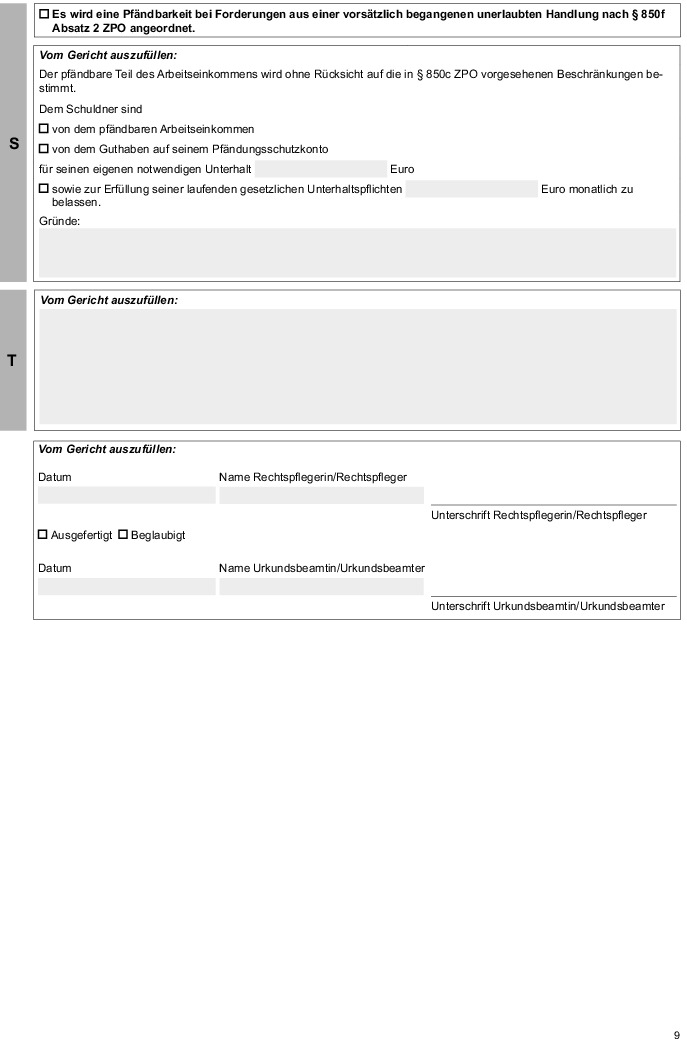 Es wird eine Pfändbarkeit bei Forderungen aus einer vorsätzlich begangenen unerlaubten Handlung nach § 850f
Absatz 2 ZPO angeordnet.
S
Vom Gericht auszufüllen:
Der pfändbare Teil des Arbeitseinkommens wird ohne Rücksicht auf die in § 850c ZPO vorgesehenen Beschränkungen be-
stimmt.
Dem Schuldner sind
von dem pfändbaren Arbeitseinkommen
von dem Guthaben auf seinem Pfändungsschutzkonto
für seinen eigenen notwendigen Unterhalt Euro
sowie zur Erfüllung seiner laufenden gesetzlichen Unterhaltspflichten Euro monatlich zu
belassen.
Gründe:
T
Vom Gericht auszufüllen:
Vom Gericht auszufüllen:
Datum Name Rechtspflegerin/Rechtspfleger
Unterschrift Rechtspflegerin/Rechtspfleger
Ausgefertigt Beglaubigt
Datum Name Urkundsbeamtin/Urkundsbeamter
Unterschrift Urkundsbeamtin/Urkundsbeamter
9